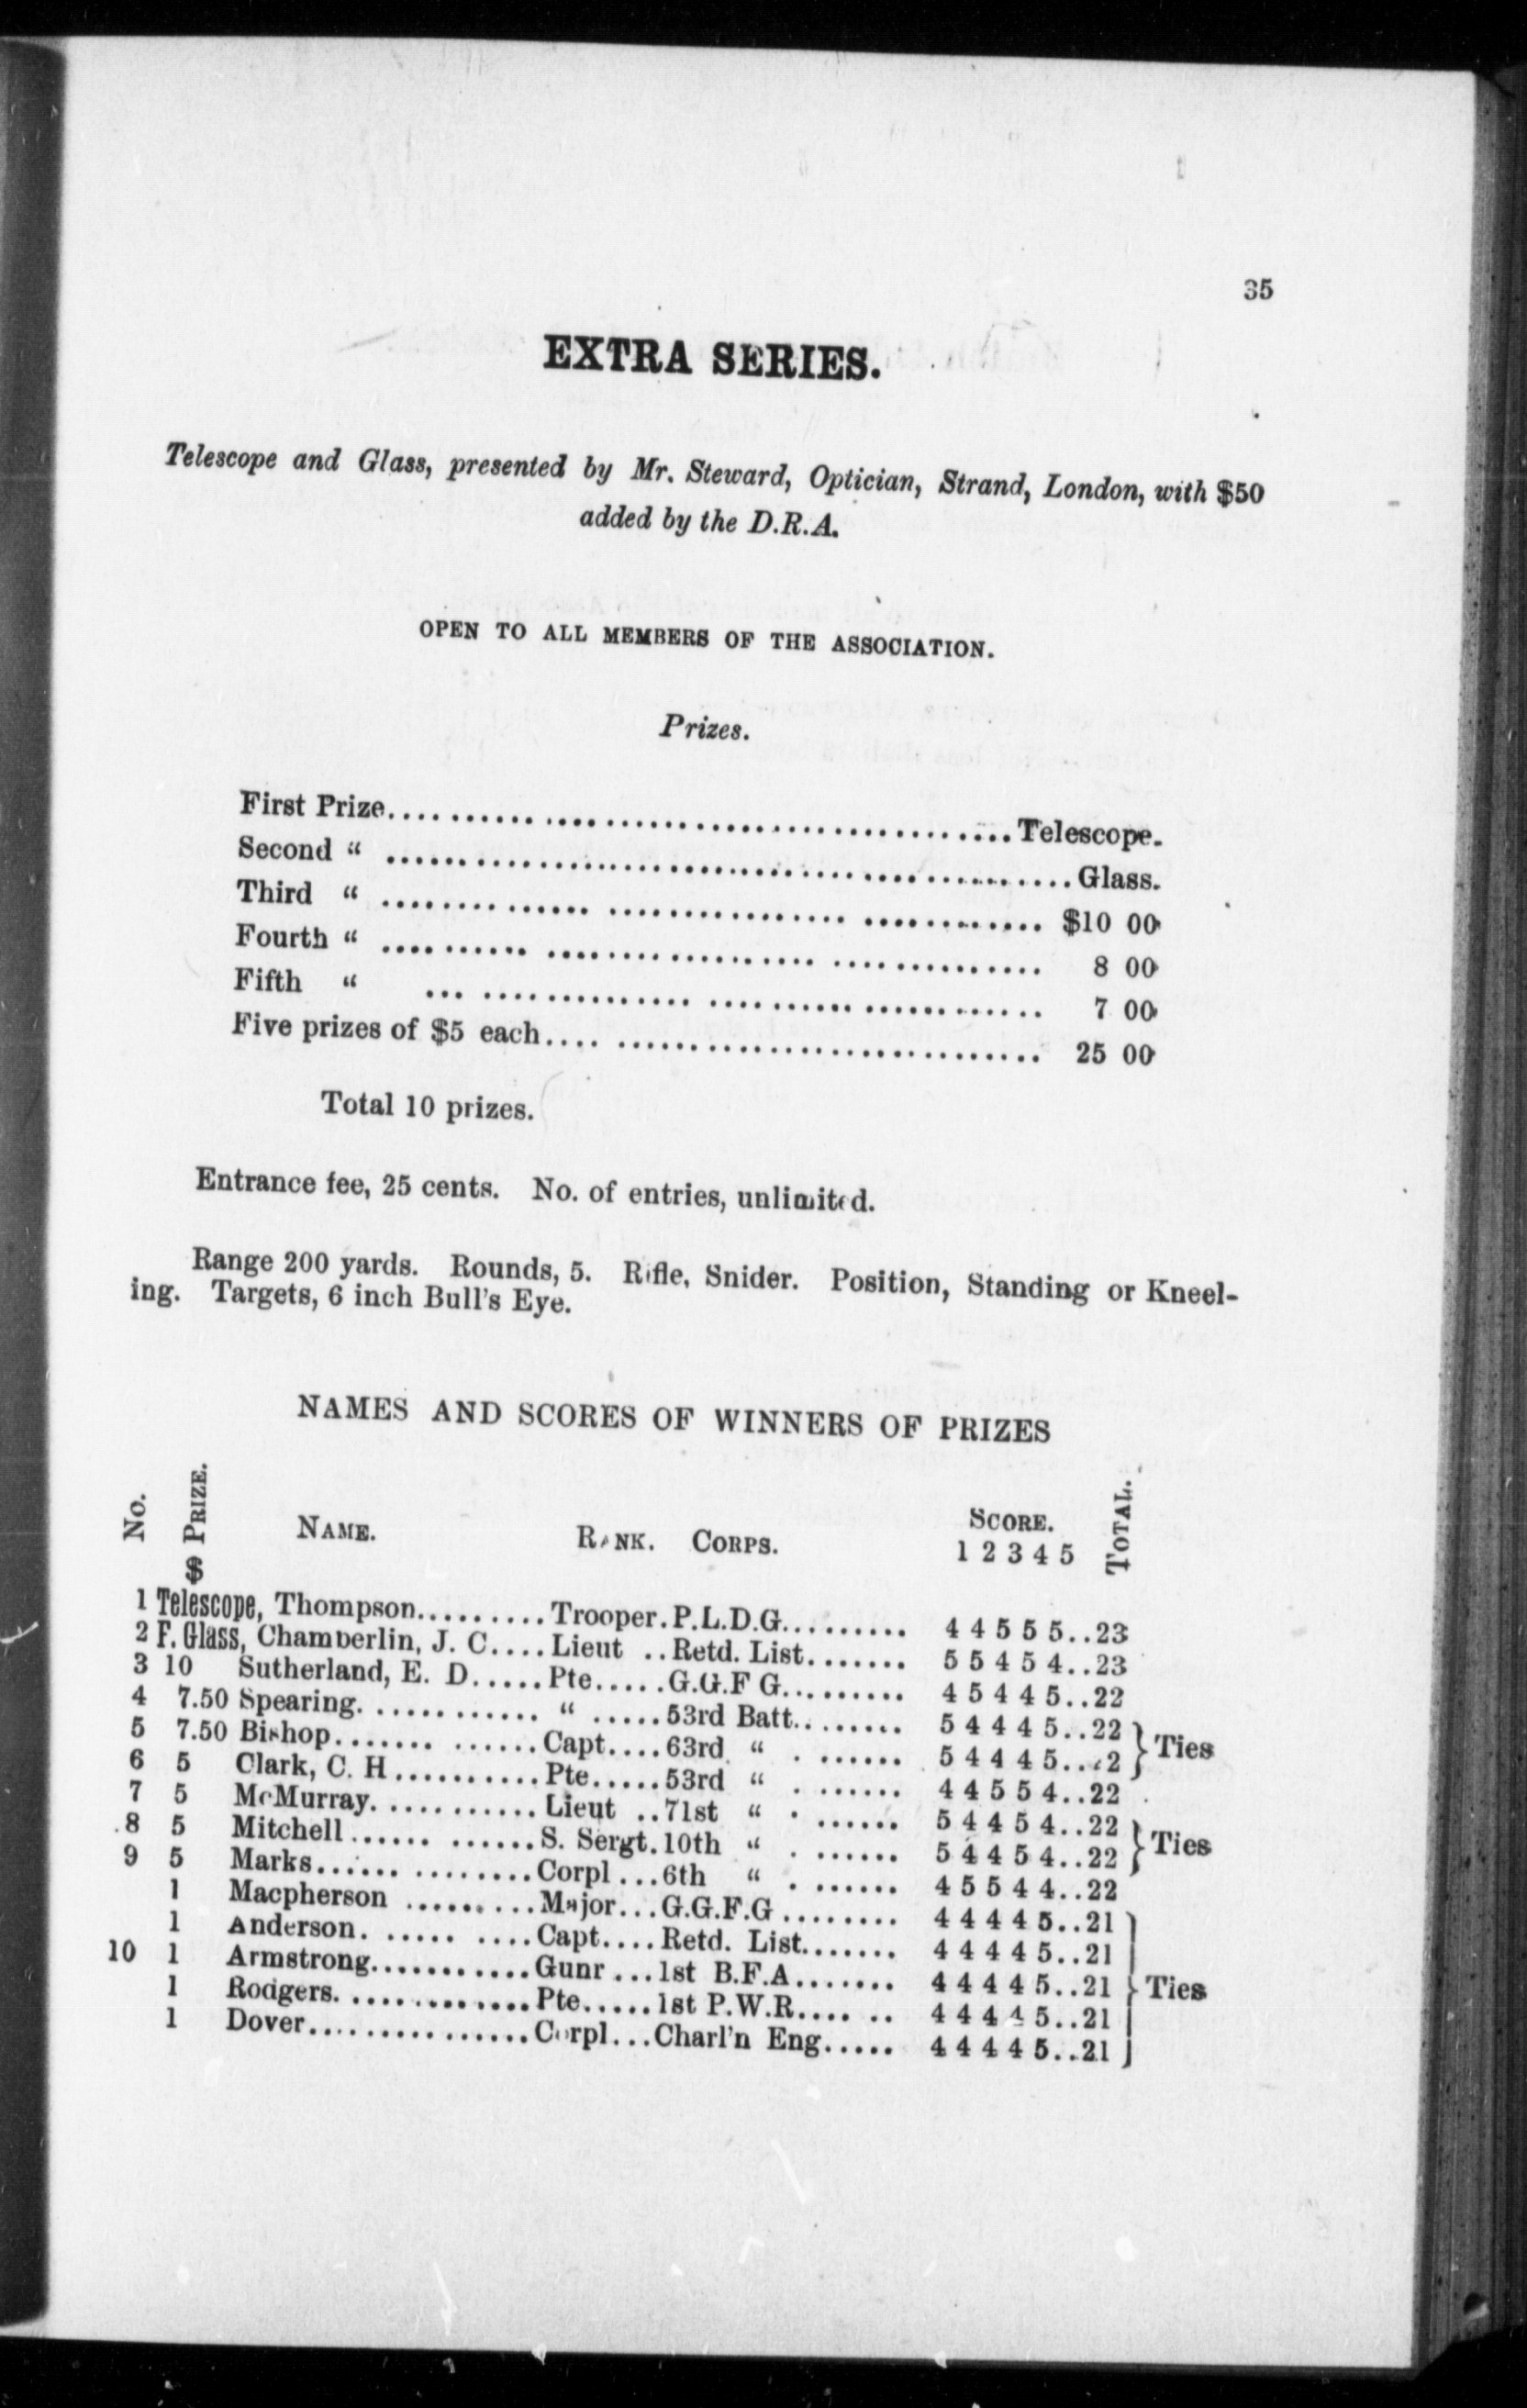 35
EXTRA SERIES.
Telescope and Glass, presented by Mr. Steward, Optician, Strand, London, with $50
added by the D.R.A.
OPEN TO ALL MEMBERS OF THE ASSOCIATION.
Prizes.
First Prize.................................................Telescope.
Second “ .................................................Glass.
Third “ ................................................. $10 00
Fourth “ ................................................. 8 00
Fifth “ ................................................. 7 00
Five prizes of $5 each.................................. 25 00
Total 10 prizes.
Entrance fee, 25 cents. No. of entries, unlimited.
Range 200 yards. Rounds, 5. Rifle, Snider. Position, Standing or Kneel-
ing. Targets, 6 inch Bull's Eye.
NAMES AND SCORES OF WINNERS OF PRIZES
No. PRIZE. NAME. RANK. CORPS. SCORE. TOTAL.
$ 1 2 3 4 5
1 Telescope, Thompson.........Trooper.P.L.D.G......... 4 4 5 5 5..23
2 F. Glass, Chamberlin, J. C....Lieut ..Retd. List....... 5 5 4 5 4..23
3 10 Sutherland, E. D.....Pte.....G.G.F G......... 4 5 4 4 5..22
4 7.50 Spearing............. “ .....53rd Batt......... 5 4 4 4 5..22 } Ties
5 7.50 Bishop....... ......Capt....63rd “ . ...... 5 4 4 4 5...2
6 5 Clark, C. H..........Pte.....53rd “ . ...... 4 4 5 5 4..22
7 5 McMurray............Lieut ..71st “ . ...... 5 4 4 5 4..22 } Ties
8 5 Mitchell...... ......S. Sergt.10th “ . ...... 5 4 4 5 4..22
9 5 Marks...... ........Corpl ...6th “ . ...... 4 5 5 4 4..22
1 Macpherson .........Major...G.G.F.G ........ 4 4 4 4 5..21
1 Anderson...... ....Capt....Retd. List....... 4 4 4 4 5..21
10 1 Armstrong...........Gunr ...1st B.F.A....... 4 4 4 4 5..21 } Ties
1 Rodgers.............Pte.....1st P.W.R.... .. 4 4 4 4 5..21
1 Dover...............Corpl...Charl'n Eng..... 4 4 4 4 5..21